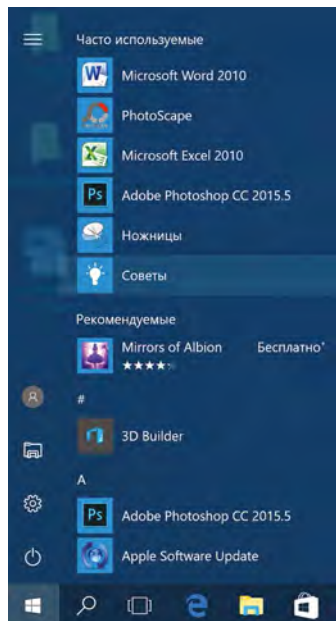 Часто используемые
Microsoft Word 2010
PhotoScape
Microsoft Excel 2010
Adobe Photoshop CC 2015.5
Ножницы
Советы
Рекомендуемые
Mirrors of Albion Бесплатно*
#
3D Builder
A
Adobe Photoshop CC 2015.5
Apple Software Update